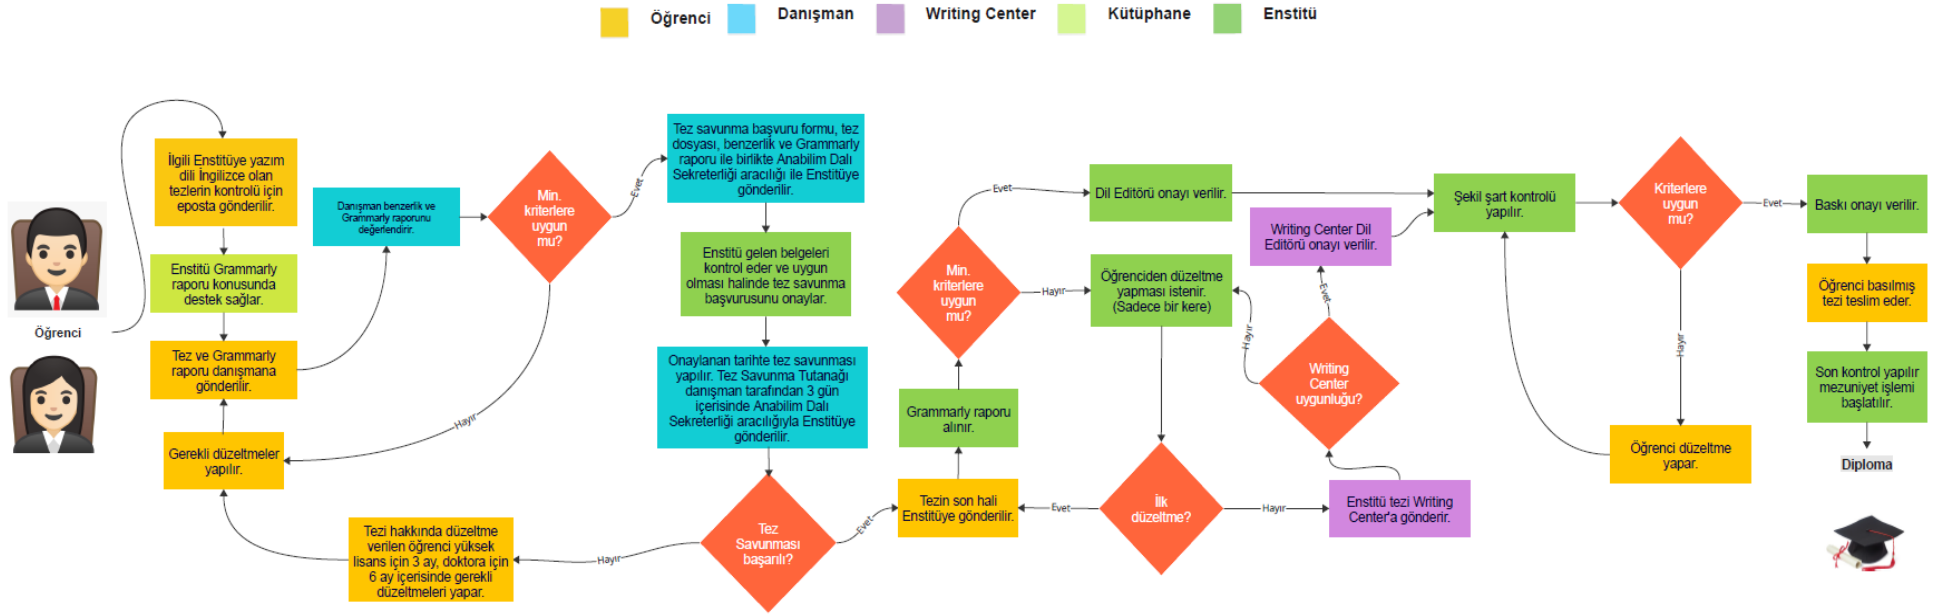 Öğrenci
Danışman
Writing Center
Kütüphane
Enstitü
Öğrenci
İlgili Enstitüye yazım
dili İngilizce olan
tezlerin kontrolü için
eposta gönderilir.
Enstitü Grammarly
raporu konusunda
destek sağlar.
Tez ve Grammarly
raporu danışmana
gönderilir.
Gerekli düzeltmeler
yapılır.
Danışman benzerlik ve
Grammarly raporunu
değerlendirir.
Min.
kriterlere
uygun
mu?
Evet
Hayır
Tez savunma başvuru formu, tez
dosyası, benzerlik ve Grammarly
raporu ile birlikte Anabilim Dalı
Sekreterliği aracılığı ile Enstitüye
gönderilir.
Enstitü gelen belgeleri
kontrol eder ve uygun
olması halinde tez savunma
başvurusunu onaylar.
Onaylanan tarihte tez savunması
yapılır. Tez Savunma Tutanağı
danışman tarafından 3 gün
içerisinde Anabilim Dalı
Sekreterliği aracılığıyla Enstitüye
gönderilir.
Tez
Savunması
başarılı?
Hayır
Evet
Tezi hakkında düzeltme
verilen öğrenci yüksek
lisans için 3 ay, doktora için
6 ay içerisinde gerekli
düzeltmeleri yapar.
Tezin son hali
Enstitüye gönderilir.
Grammarly raporu
alınır.
Min.
kriterlere
uygun
mu?
Evet
Hayır
Dil Editörü onayı verilir.
Öğrenciden düzeltme
yapması istenir.
(Sadece bir kere)
İlk
düzeltme?
Evet
Hayır
Enstitü tezi Writing
Center'a gönderir.
Writing
Center
uygunluğu?
Hayır
Evet
Writing Center Dil
Editörü onayı verilir.
Şekil şart kontrolü
yapılır.
Kriterlere
uygun
mu?
Evet
Hayır
Öğrenci düzeltme
yapar.
Baskı onayı verilir.
Öğrenci basılmış
tezi teslim eder.
Son kontrol yapılır
mezuniyet işlemi
başlatılır.
Diploma